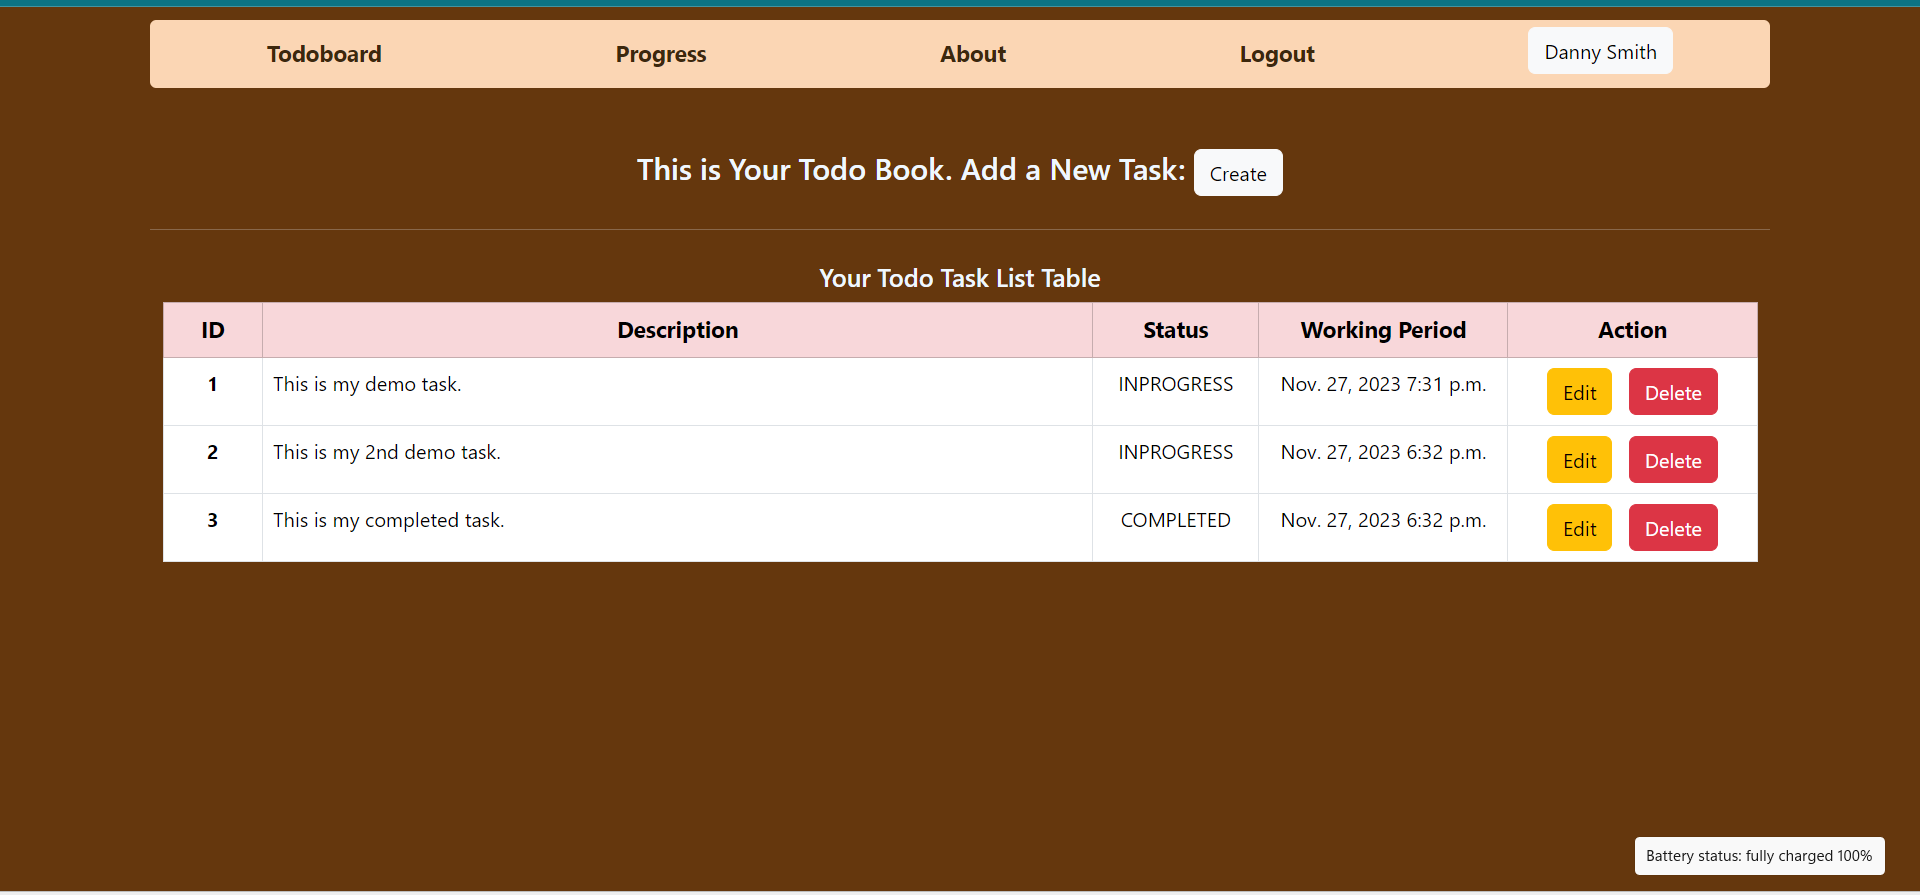 Todoboard Progress About Logout Danny Smith
This is Your Todo Book. Add a New Task: Create
Your Todo Task List Table
ID Description Status Working Period Action
1 This is my demo task. INPROGRESS Nov. 27, 2023 7:31 p.m. Edit Delete
2 This is my 2nd demo task. INPROGRESS Nov. 27, 2023 6:32 p.m. Edit Delete
3 This is my completed task. COMPLETED Nov. 27, 2023 6:32 p.m. Edit Delete
Battery status: fully charged 100%